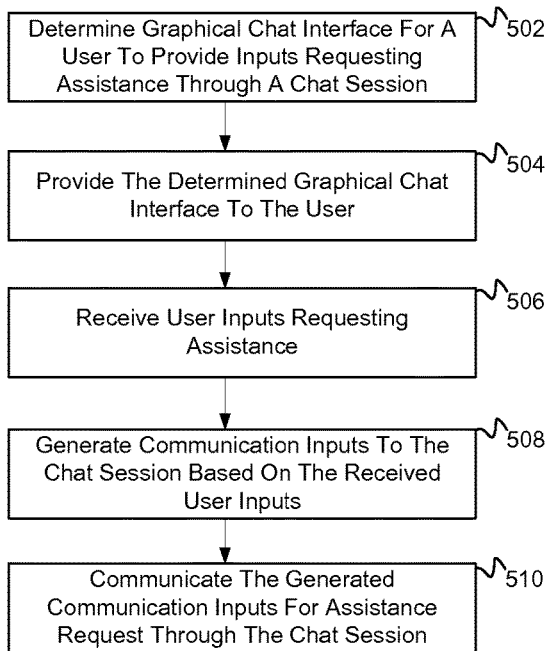 Determine Graphical Chat Interface For A
User To Provide Inputs Requesting
Assistance Through A Chat Session
502
Provide The Determined Graphical Chat
Interface To The User
504
Receive User Inputs Requesting
Assistance
506
Generate Communication Inputs To The
Chat Session Based On The Received
User Inputs
508
Communicate The Generated
Communication Inputs For Assistance
Request Through The Chat Session
510